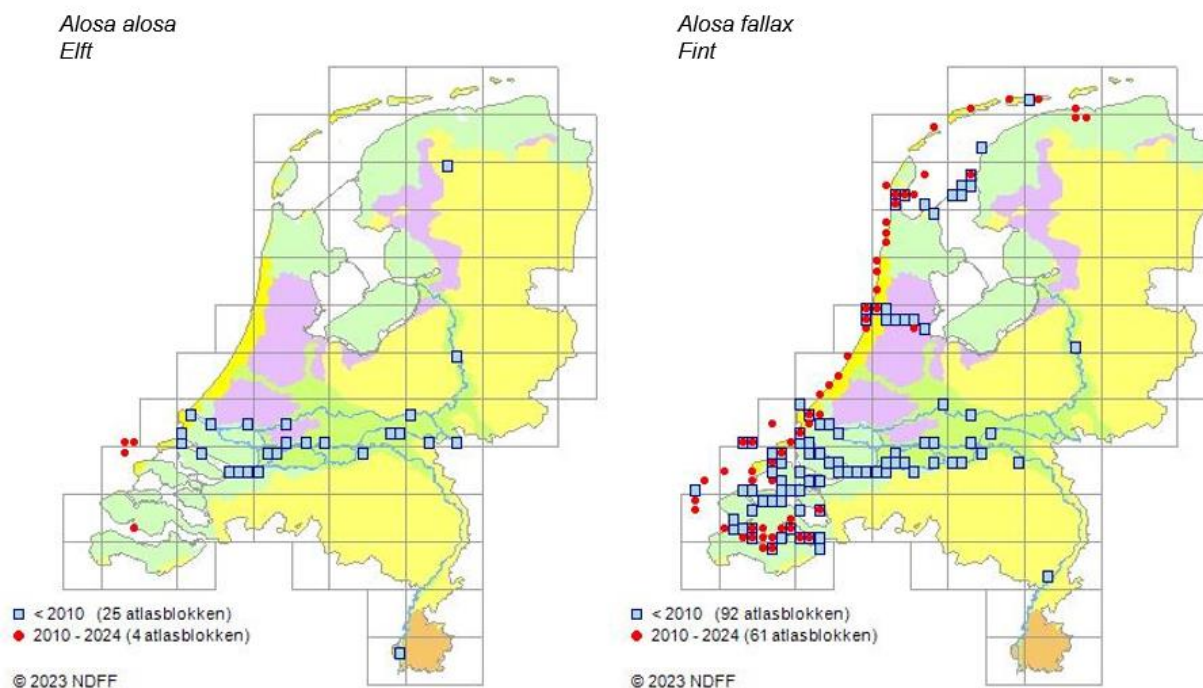 Alosa alosa
Elft
< 2010 (25 atlasblokken)
2010 - 2024 (4 atlasblokken)
© 2023 NDFF
Alosa fallax
Fint
< 2010 (92 atlasblokken)
2010 - 2024 (61 atlasblokken)
© 2023 NDFF